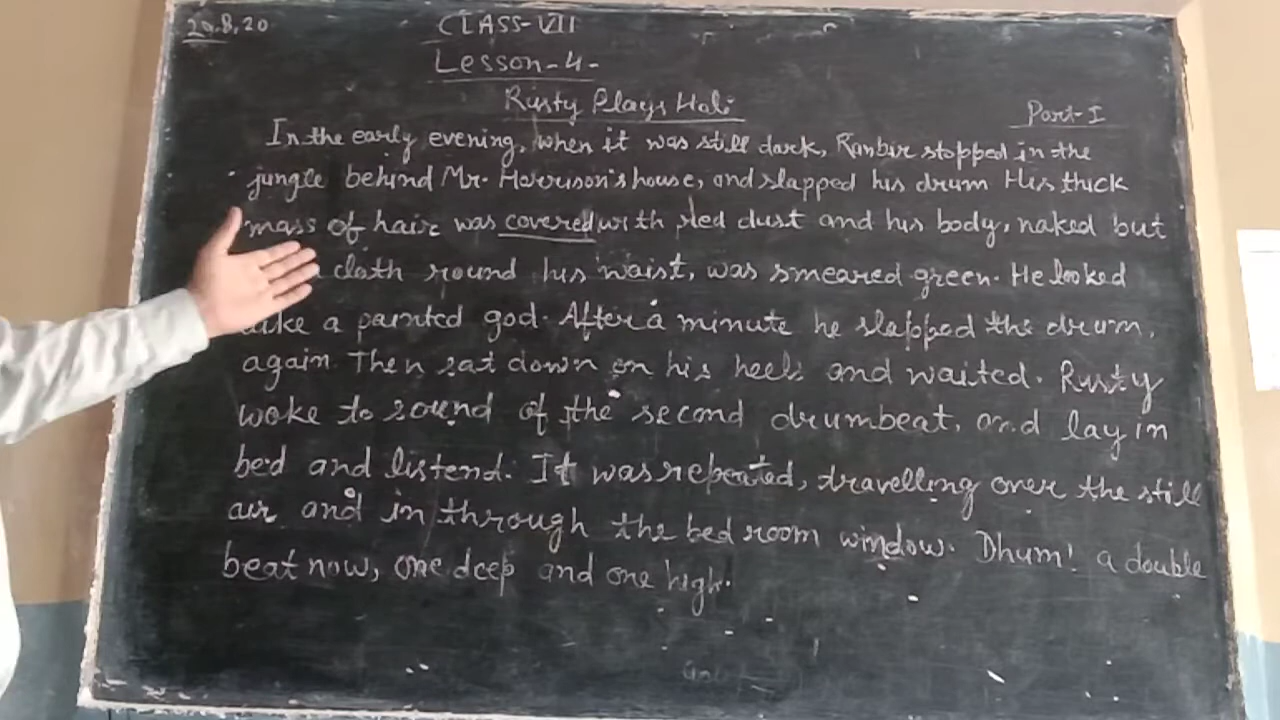 29.8.20
CLASS-VII
Lesson-4-
Rusty Plays Holi
Part-I
In the early evening, when it was still dark, Ranbir stopped in the
jungle behind Mr. Harrison's house, and slapped his drum His thick
mass of hair was covered with red dust and his body, naked but
cloth round his waist, was smeared green. He looked
like a painted god. After a minute he slapped the drum,
again. Then sat down on his heels and waited. Rusty
woke to sound of the second drumbeat, and lay in
bed and listend. It was repeated, travelling over the still
air and in through the bed room window. Dhum! a double
beat now, one deep and one high.